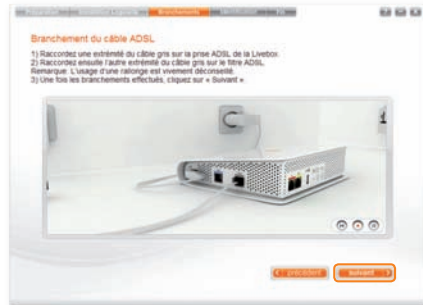 Branchements
Branchement du câble ADSL
1) Raccordez une extrémité du câble gris sur la prise ADSL de la Livebox.
2) Raccordez ensuite l'autre extrémité du câble gris sur le filtre ADSL.
Remarque: L'usage d'une rallonge est vivement déconseillé.
3) Une fois les branchements effectués, cliquez sur « Suivant ».
précédent suivant